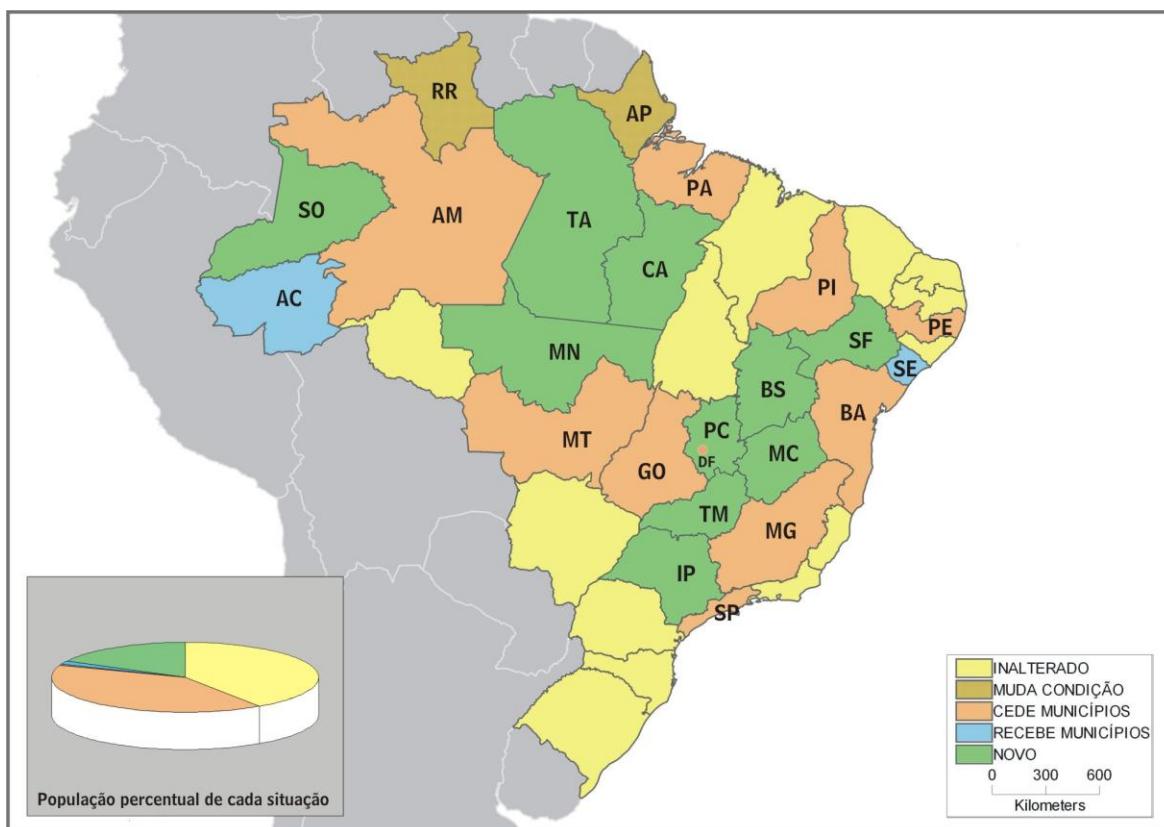 RR
AP
PA
SO
AM
TA
CA
AC
PI
PE
SF
SE
MN
BS
BA
PC
DF
MC
MT
GO
TM
MG
IP
SP
População percentual de cada situação
INALTERADO
MUDA CONDIÇÃO
CEDE MUNICÍPIOS
RECEBE MUNICÍPIOS
NOVO
0 300 600
Kilometers